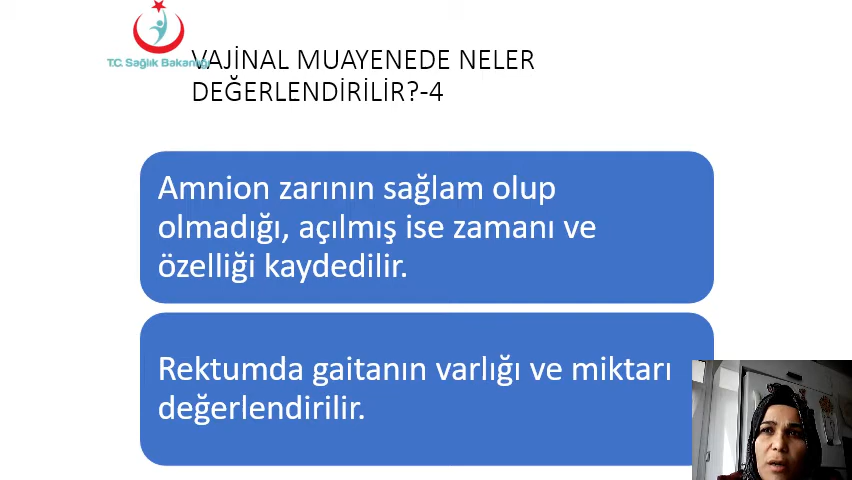 T.C. Sağlık Bakanlığı
VAJİNAL MUAYENEDE NELER
DEĞERLENDİRİLİR?-4
Amnion zarının sağlam olup
olmadığı, açılmış ise zamanı ve
özelliği kaydedilir.
Rektumda gaitanın varlığı ve miktarı
değerlendirilir.